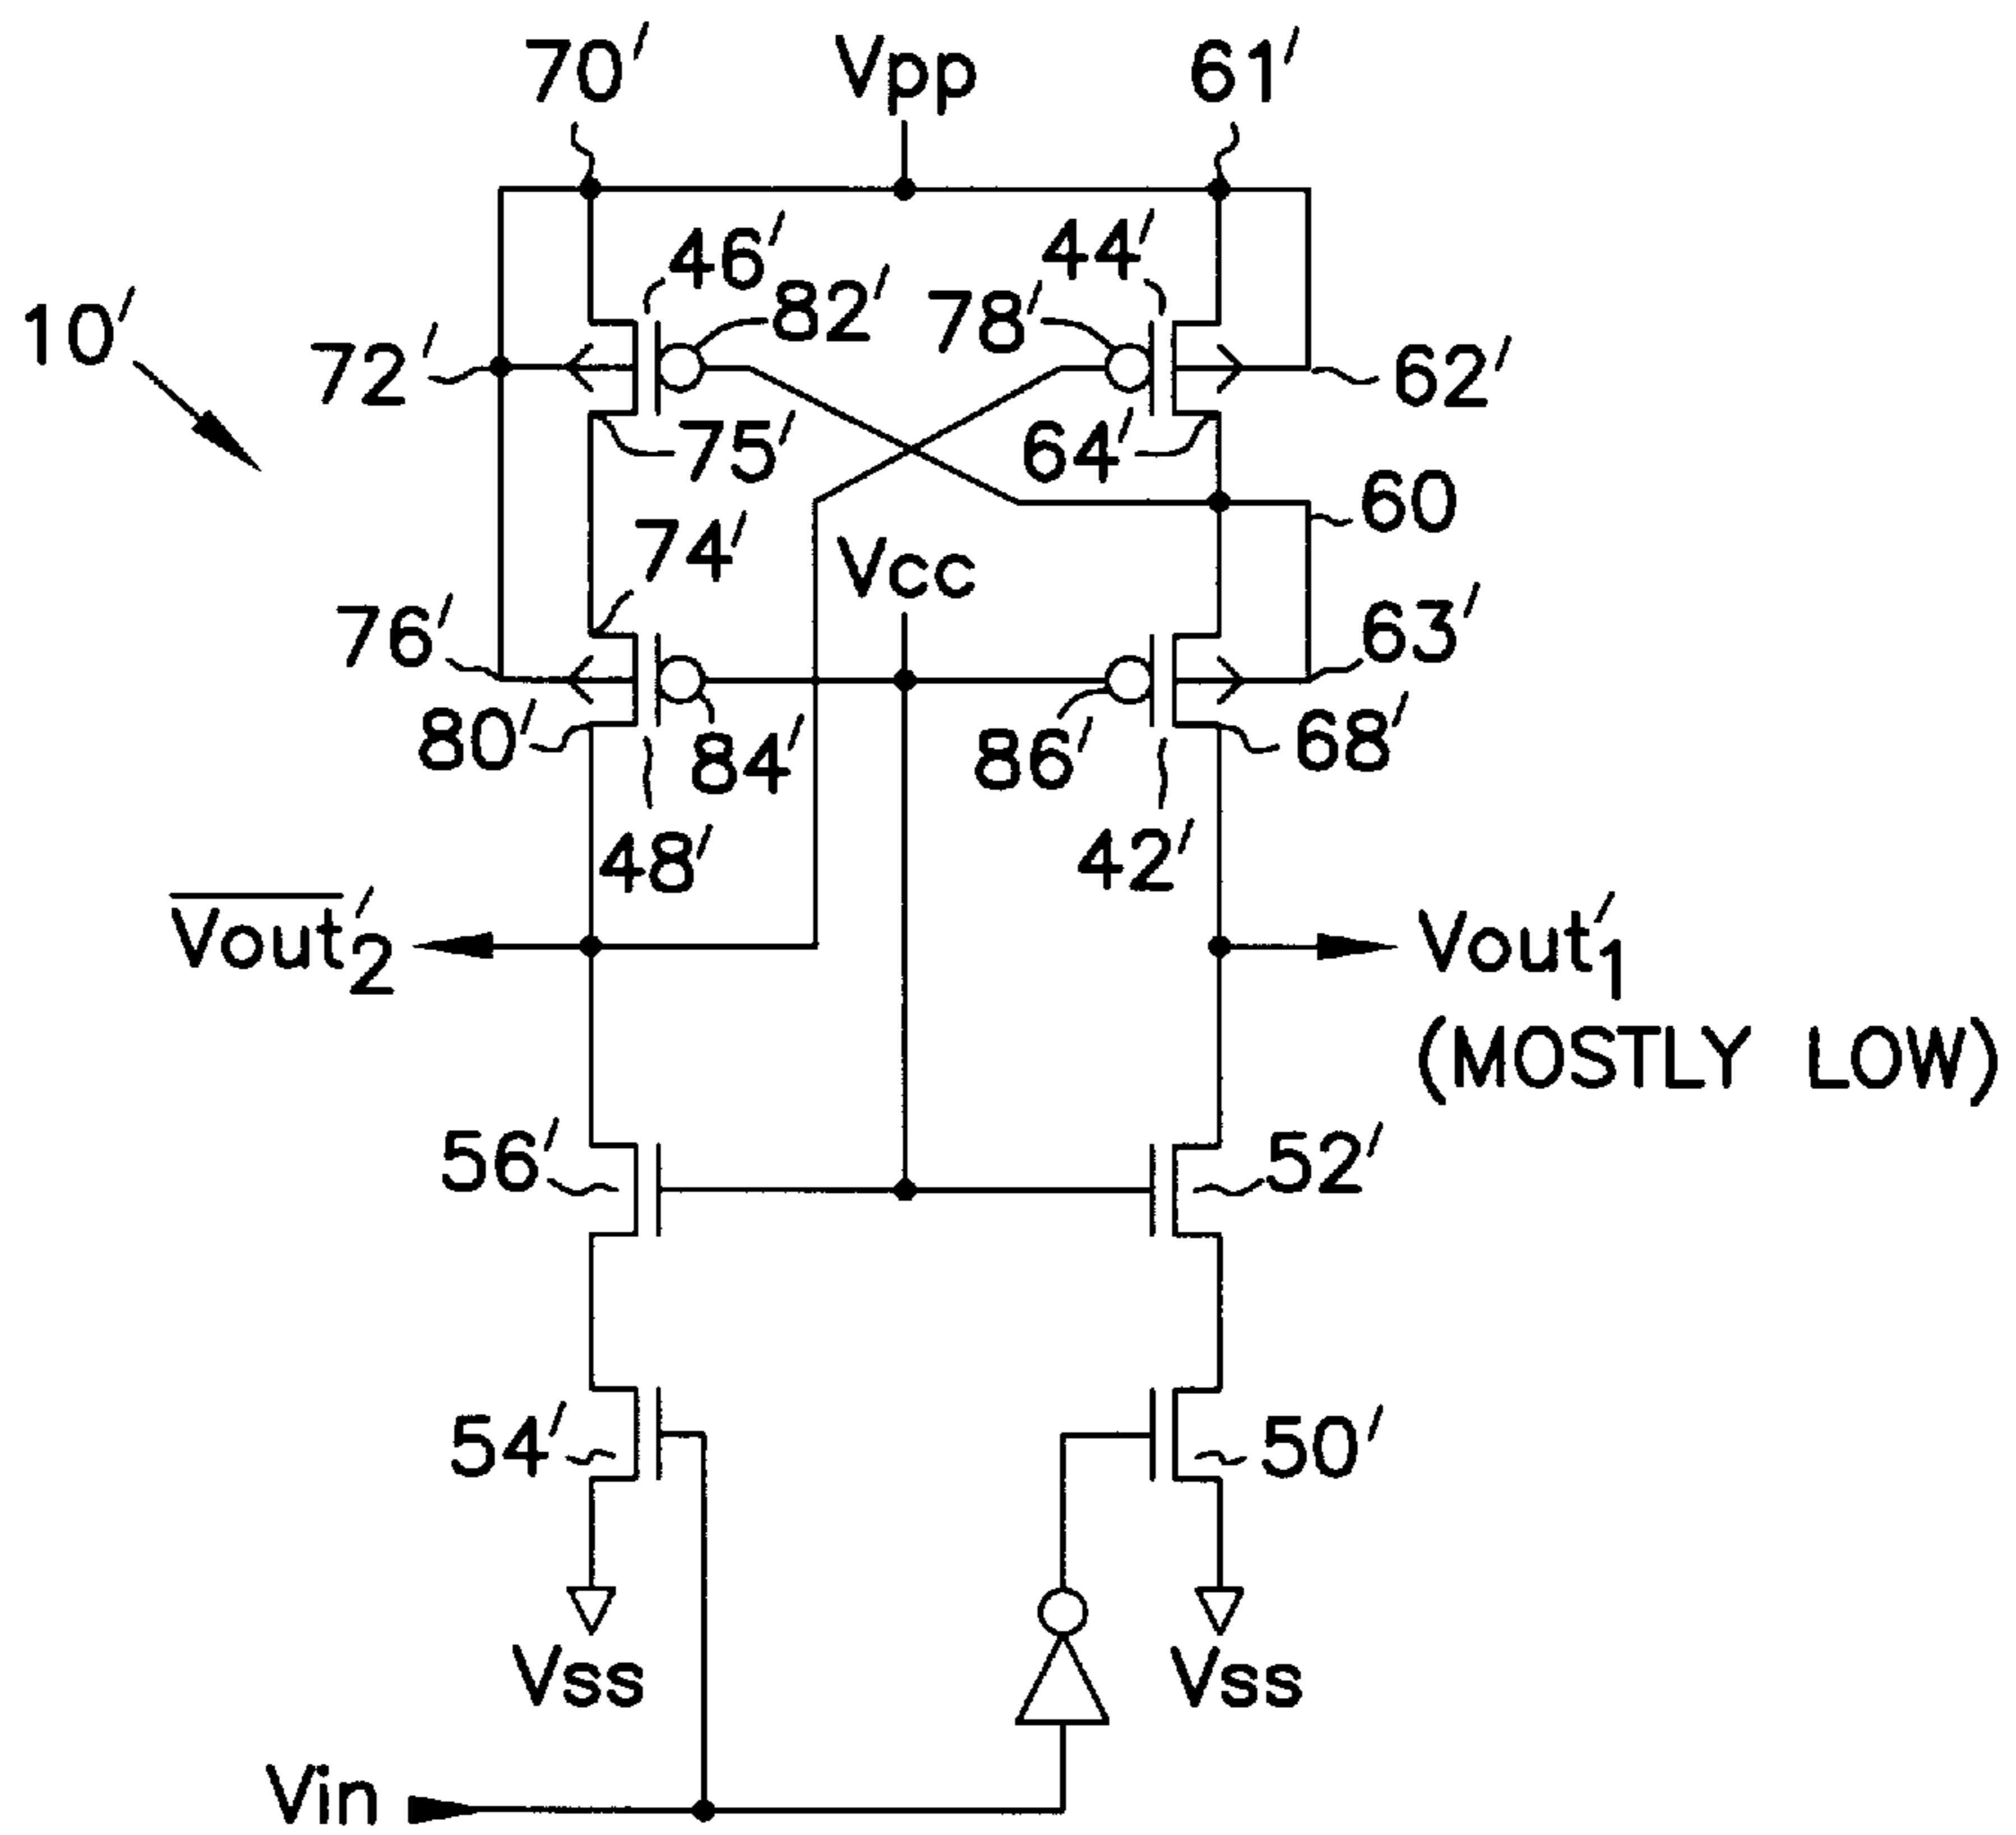 70′ Vpp 61′
46′ 44′
82′ 78′
10′
72′ 62′
75′ 64′
60
74′ Vcc
76′ 63′
80′ 84′ 86′ 68′
48′ 42′
Vout′2 Vout′1
(MOSTLY LOW)
56′ 52′
54′ 50′
Vss Vss
Vin